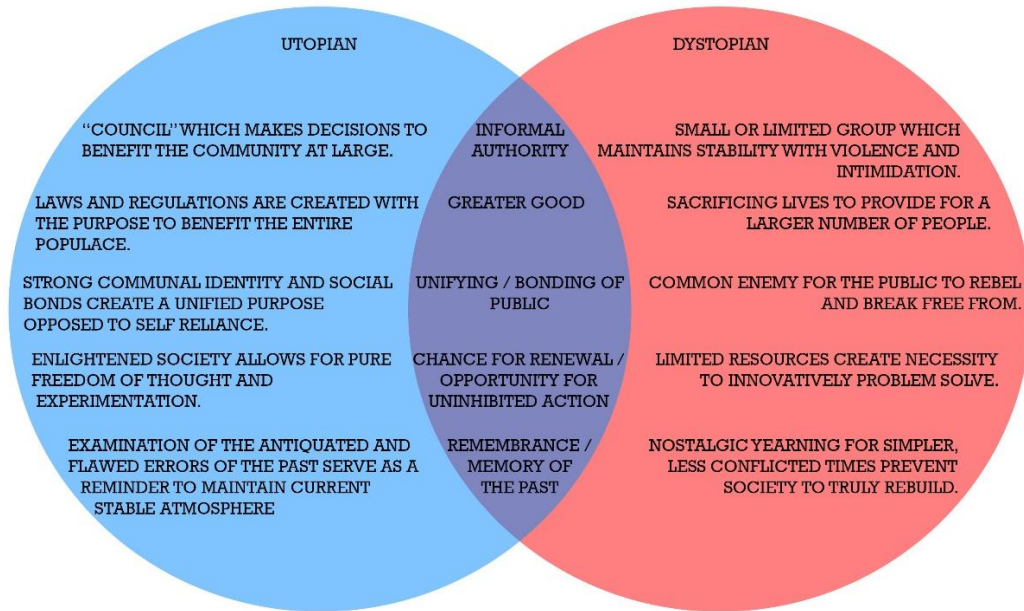 UTOPIAN
DYSTOPIAN
"COUNCIL" WHICH MAKES DECISIONS TO
BENEFIT THE COMMUNITY AT LARGE.
INFORMAL
AUTHORITY
SMALL OR LIMITED GROUP WHICH
MAINTAINS STABILITY WITH VIOLENCE AND
INTIMIDATION.
LAWS AND REGULATIONS ARE CREATED WITH
THE PURPOSE TO BENEFIT THE ENTIRE
POPULACE.
GREATER GOOD
SACRIFICING LIVES TO PROVIDE FOR A
LARGER NUMBER OF PEOPLE.
STRONG COMMUNAL IDENTITY AND SOCIAL
BONDS CREATE A UNIFIED PURPOSE
OPPOSED TO SELF RELIANCE.
UNIFYING / BONDING OF
PUBLIC
COMMON ENEMY FOR THE PUBLIC TO REBEL
AND BREAK FREE FROM.
ENLIGHTENED SOCIETY ALLOWS FOR PURE
FREEDOM OF THOUGHT AND
EXPERIMENTATION.
CHANCE FOR RENEWAL /
OPPORTUNITY FOR
UNINHIBITED ACTION
LIMITED RESOURCES CREATE NECESSITY
TO INNOVATIVELY PROBLEM SOLVE.
EXAMINATION OF THE ANTIQUATED AND
FLAWED ERRORS OF THE PAST SERVE AS A
REMINDER TO MAINTAIN CURRENT
STABLE ATMOSPHERE
REMEMBRANCE /
MEMORY OF
THE PAST
NOSTALGIC YEARNING FOR SIMPLER,
LESS CONFLICTED TIMES PREVENT
SOCIETY TO TRULY REBUILD.